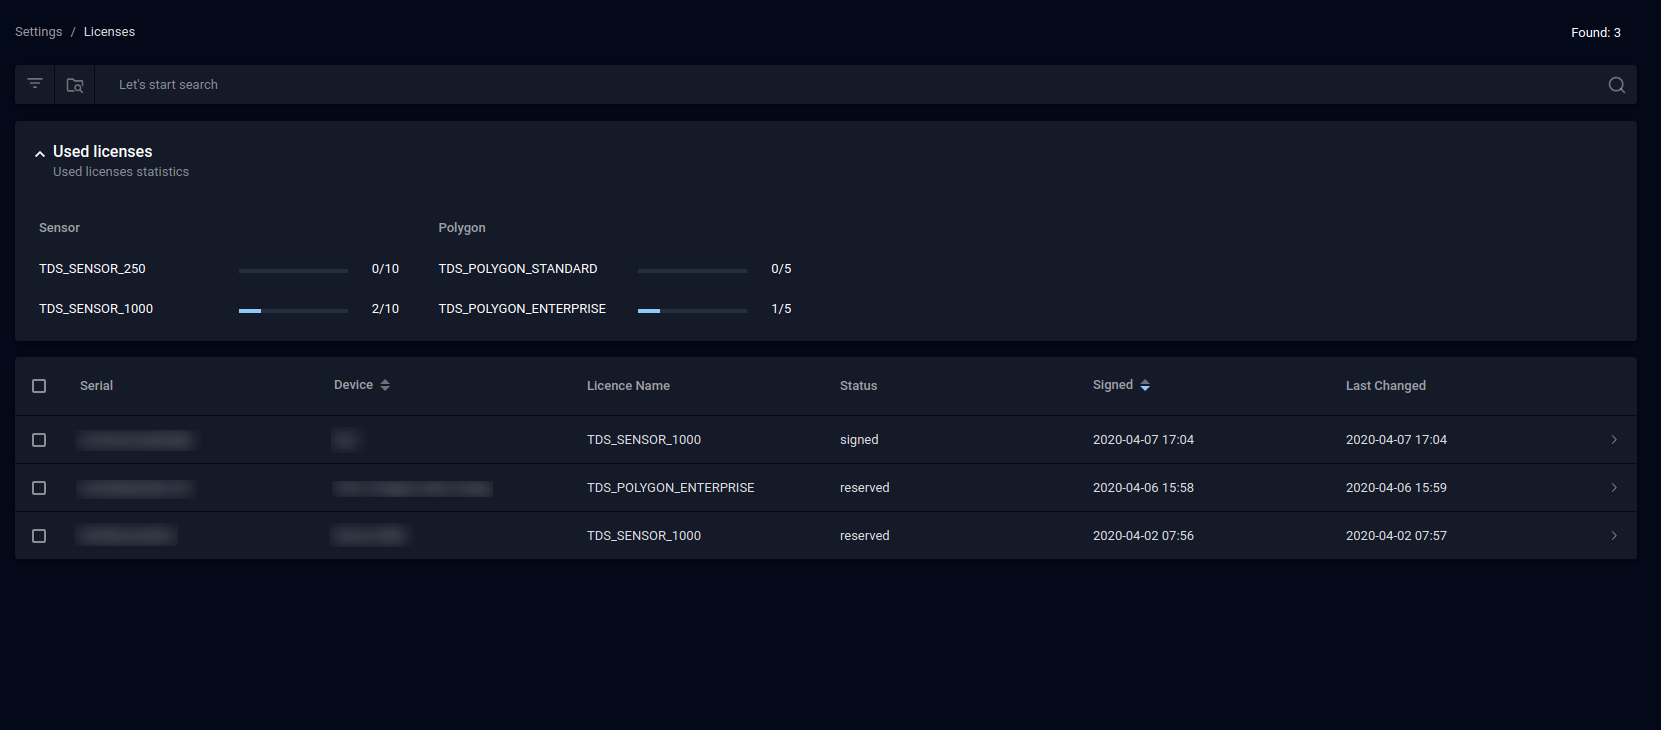 Settings / Licenses
Found: 3
Let's start search
Used licenses
Used licenses statistics
Sensor Polygon
TDS_SENSOR_250 0/10 TDS_POLYGON_STANDARD 0/5
TDS_SENSOR_1000 2/10 TDS_POLYGON_ENTERPRISE 1/5
Serial Device Licence Name Status Signed Last Changed
TDS_SENSOR_1000 signed 2020-04-07 17:04 2020-04-07 17:04
TDS_POLYGON_ENTERPRISE reserved 2020-04-06 15:58 2020-04-06 15:59
TDS_SENSOR_1000 reserved 2020-04-02 07:56 2020-04-02 07:57